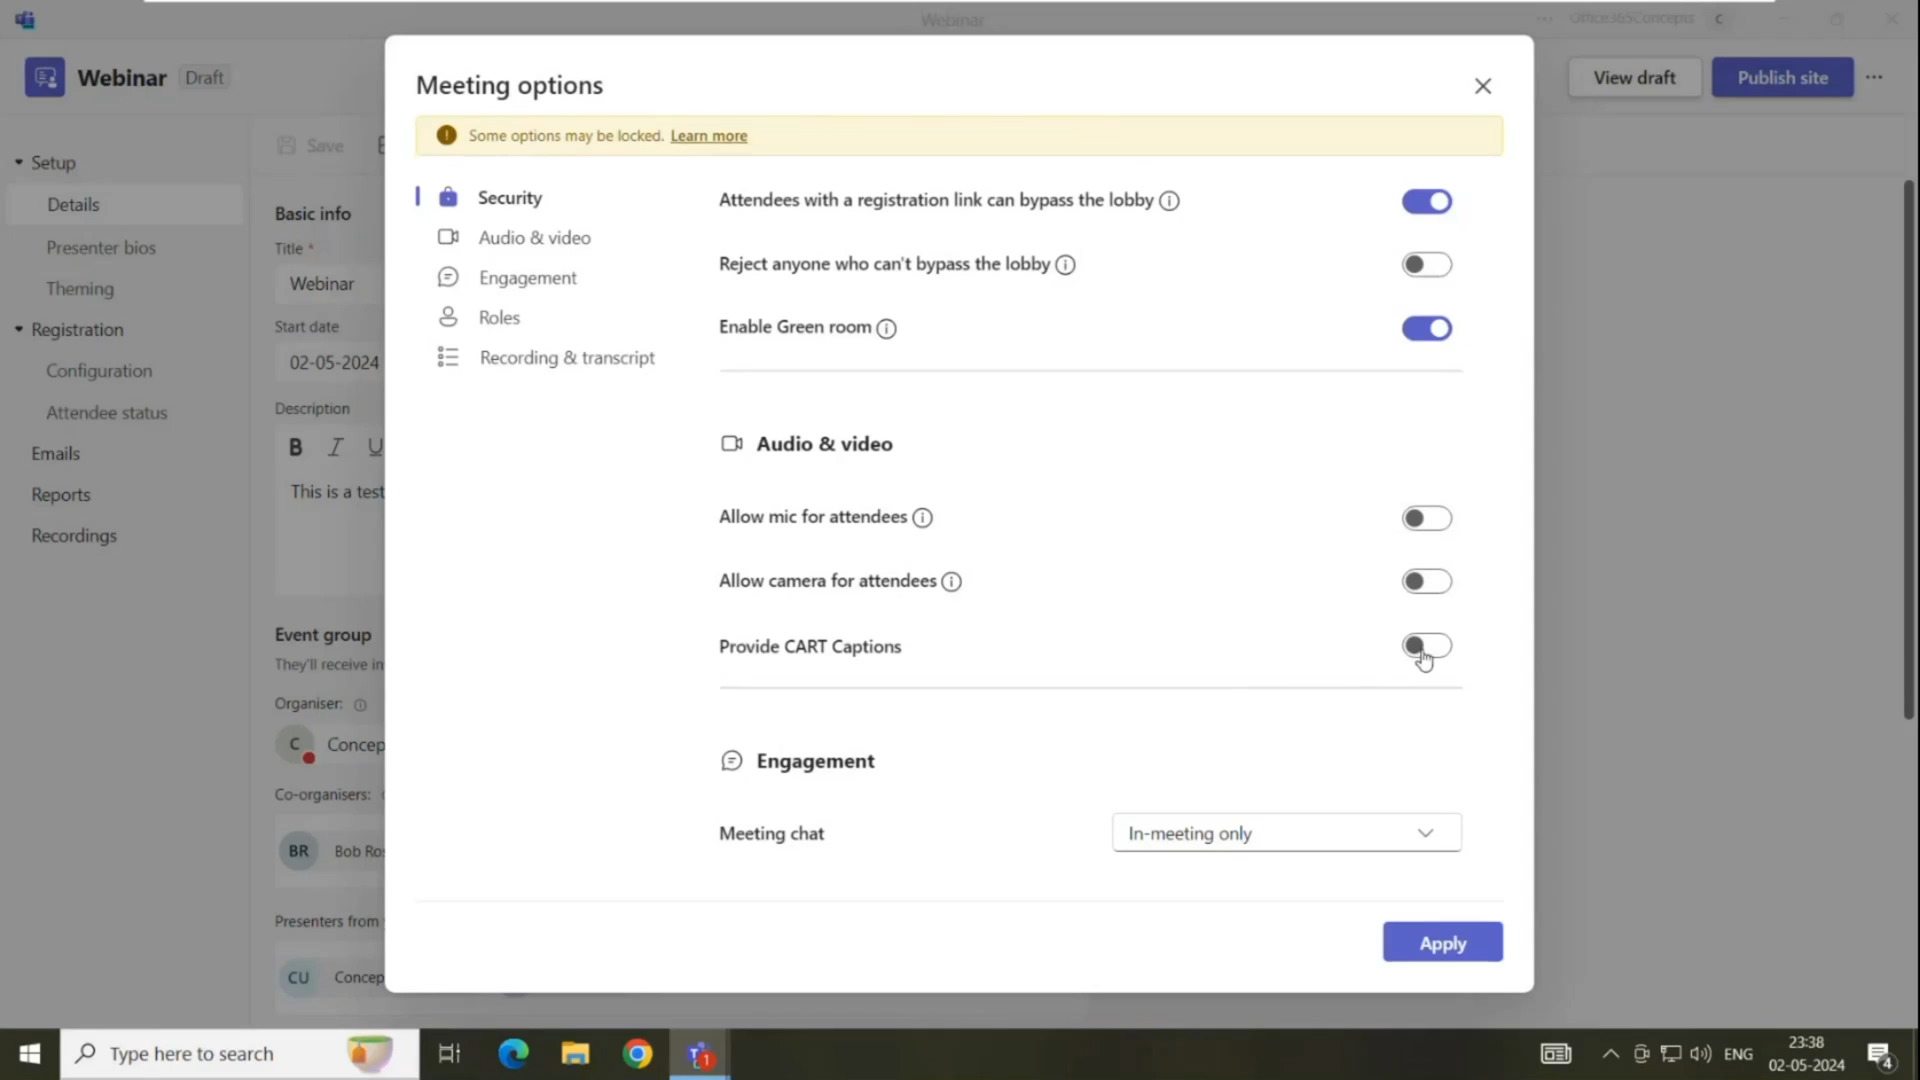 Webinar
Office365Concepts C
Webinar Draft
View draft
Publish site
Meeting options
Some options may be locked. Learn more
Save
Setup
Details
Presenter bios
Theming
Registration
Configuration
Attendee status
Emails
Reports
Recordings
Basic info
Title *
Webinar
Start date
02-05-2024
Description
B I U
This is a test
Event group
They'll receive in
Organiser:
C Concep
Co-organisers:
BR Bob Ros
Presenters from
CU Concep
Security
Audio & video
Engagement
Roles
Recording & transcript
Attendees with a registration link can bypass the lobby
Reject anyone who can't bypass the lobby
Enable Green room
Audio & video
Allow mic for attendees
Allow camera for attendees
Provide CART Captions
Engagement
Meeting chat
In-meeting only
Apply
Type here to search
1
ENG
23:38
02-05-2024
4